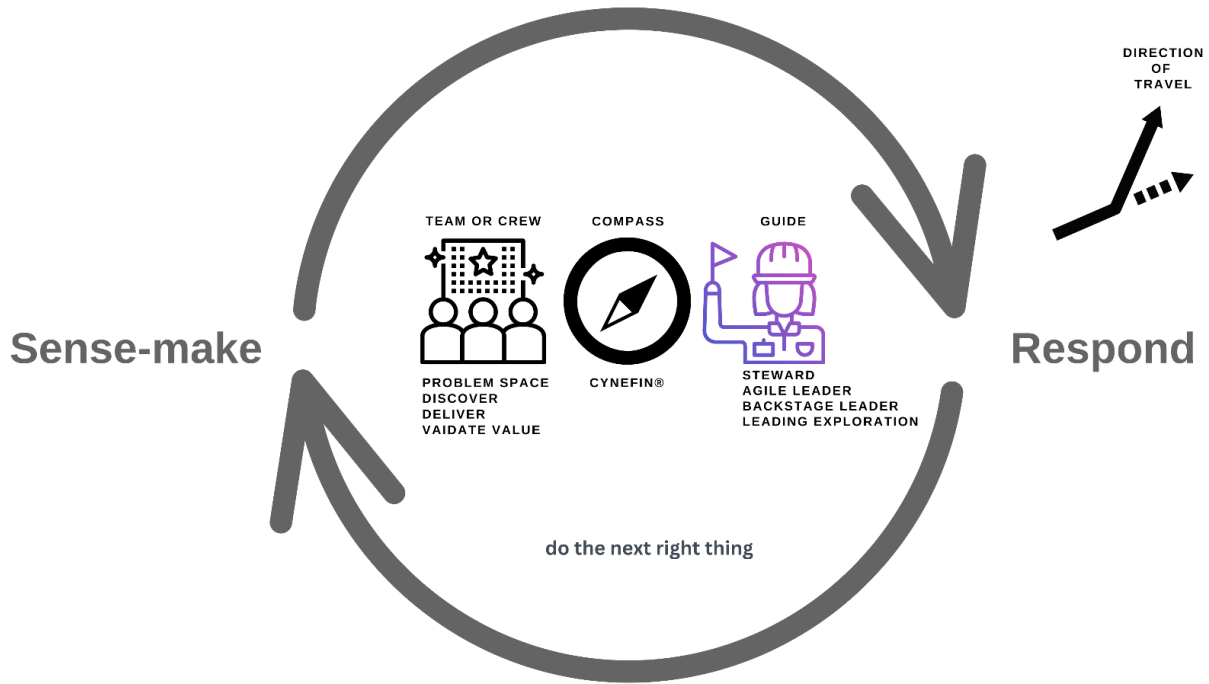 DIRECTION
OF
TRAVEL
TEAM OR CREW
COMPASS
GUIDE
Sense-make
Respond
PROBLEM SPACE
DISCOVER
DELIVER
VAIDATE VALUE
CYNEFIN®
STEWARD
AGILE LEADER
BACKSTAGE LEADER
LEADING EXPLORATION
do the next right thing